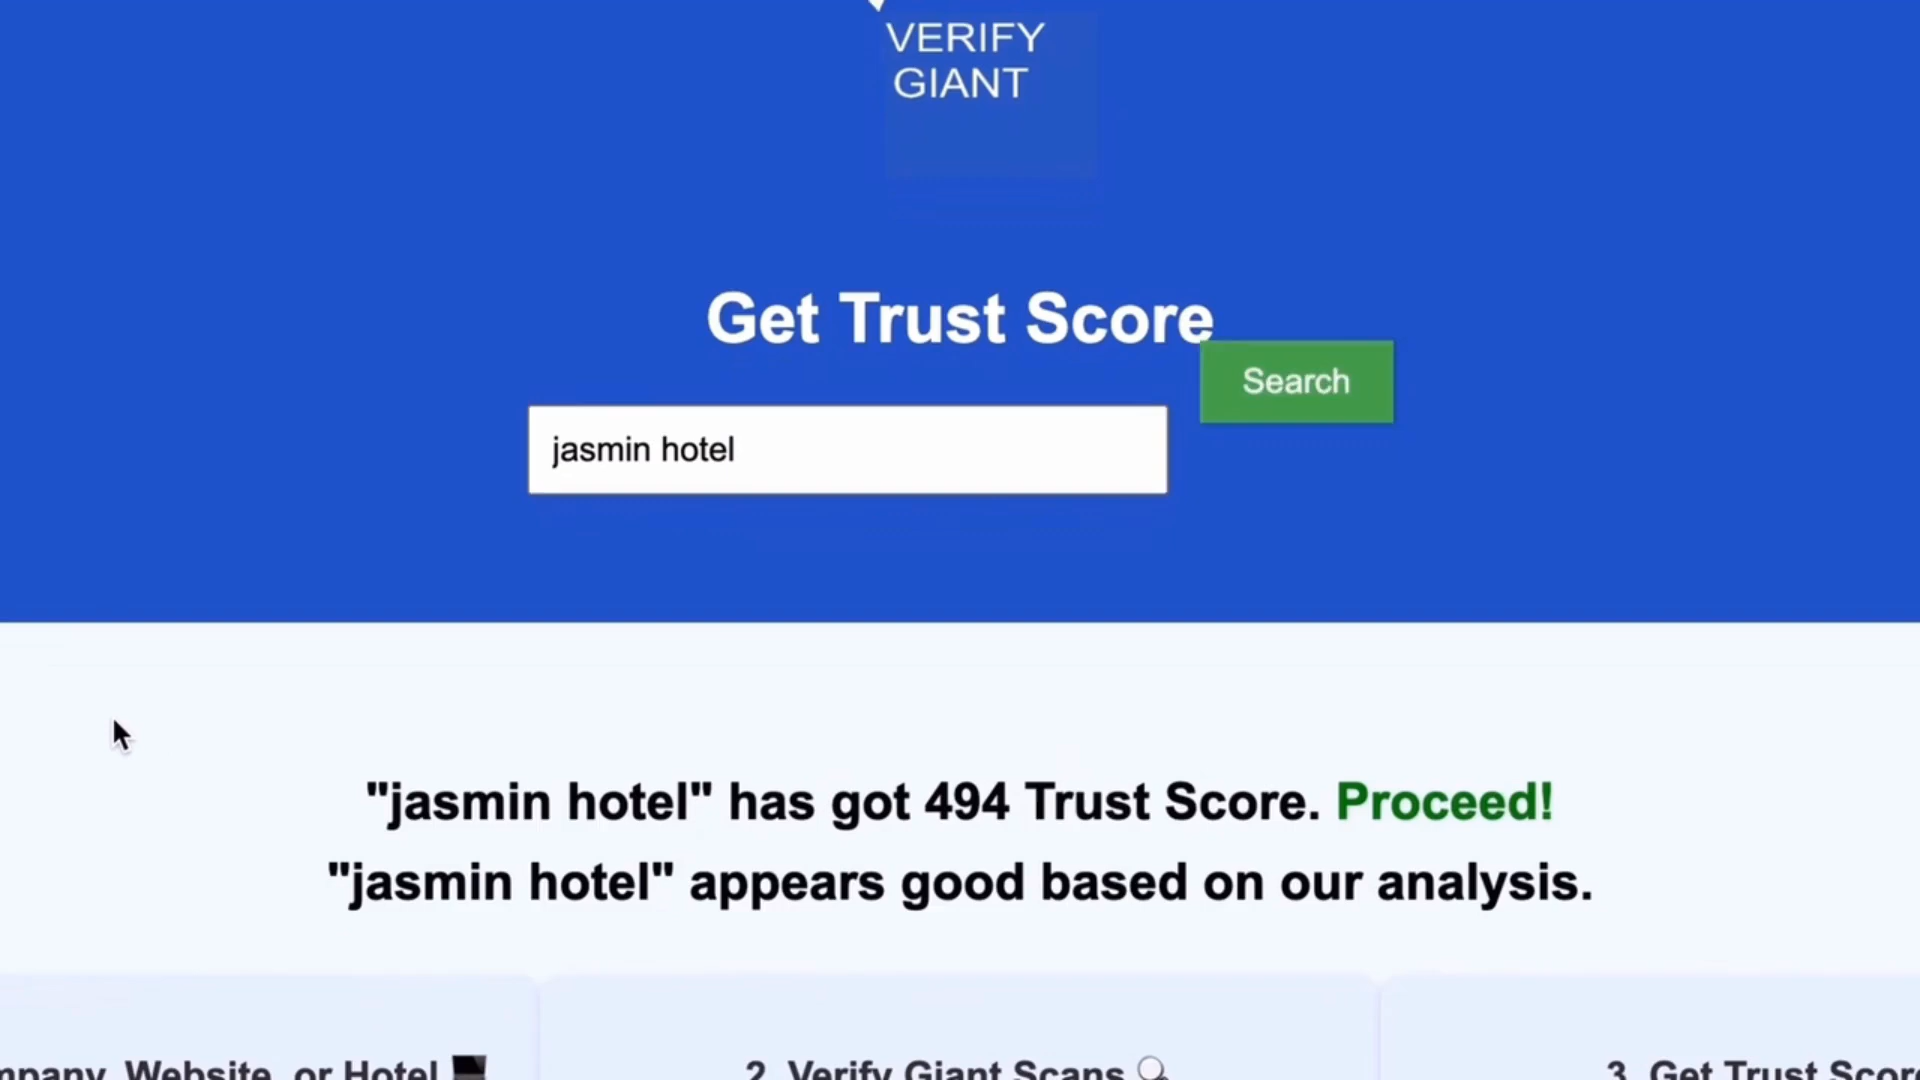 VERIFY
GIANT
Get Trust Score
Search
jasmin hotel
"jasmin hotel" has got 494 Trust Score. Proceed!
"jasmin hotel" appears good based on our analysis.
Website, or Hotel
2. Verify Giant Scans
3. Get Trust Score